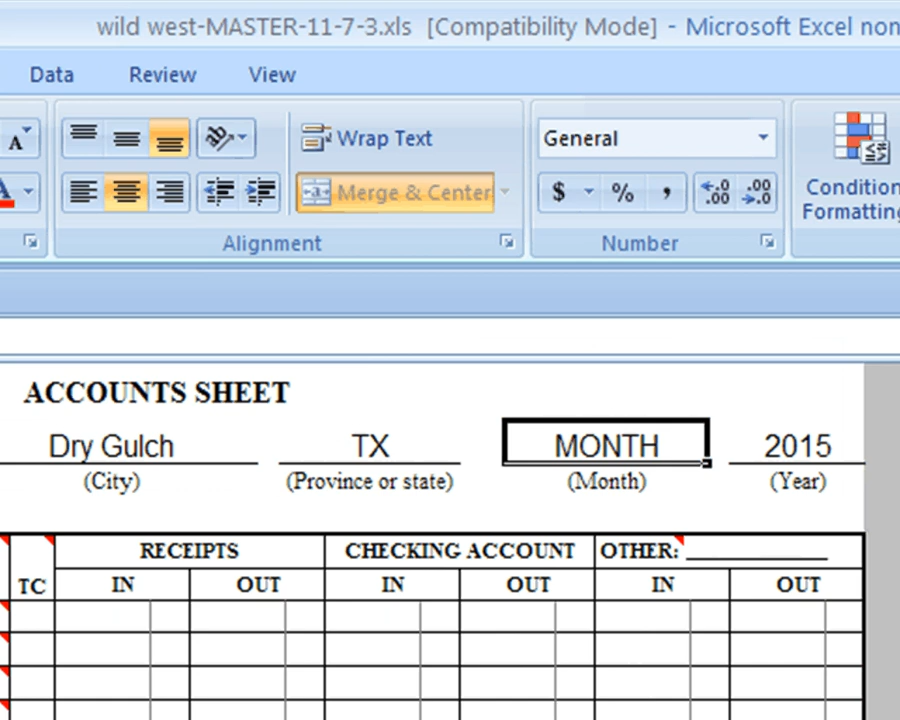 wild west-MASTER-11-7-3.xls [Compatibility Mode] - Microsoft Excel non
Data Review View
A Wrap Text General
A Merge & Center $ % , .00 .00 Condition
Formatting
Alignment Number
ACCOUNTS SHEET
Dry Gulch TX MONTH 2015
(City) (Province or state) (Month) (Year)
RECEIPTS CHECKING ACCOUNT OTHER:
TC IN OUT IN OUT IN OUT